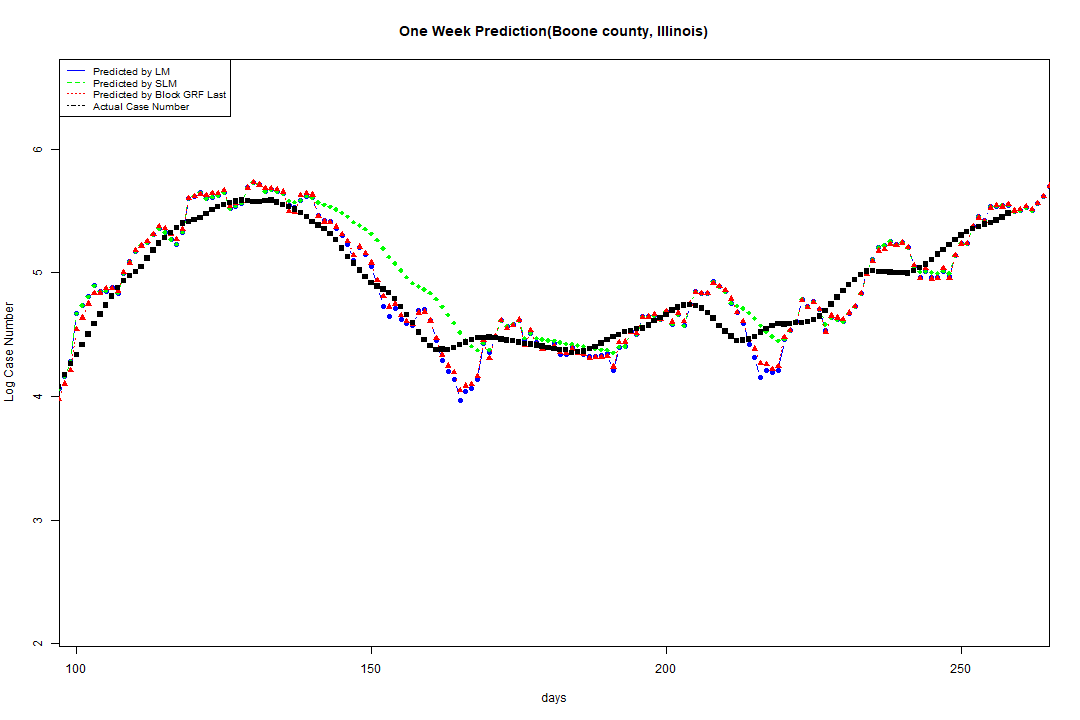 One Week Prediction(Boone county, Illinois)
Predicted by LM
Predicted by SLM
Predicted by Block GRF Last
Actual Case Number
6
5
4
3
2
Log Case Number
100 150 200 250
days